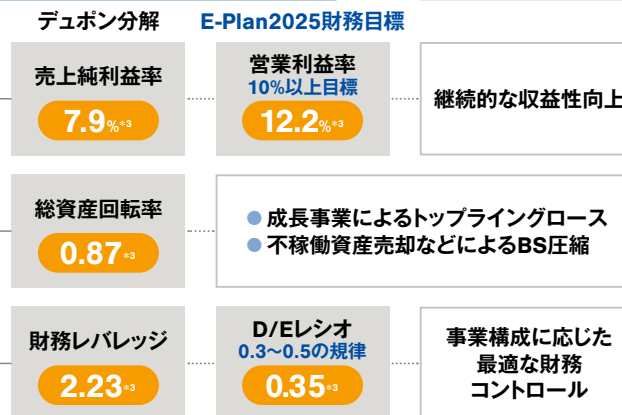 デュポン分解
E-Plan2025財務目標
売上純利益率
7.9%*3
営業利益率
10%以上目標
12.2%*3
継続的な収益性向上
総資産回転率
0.87*3
● 成長事業によるトップライングロース
● 不稼働資産売却などによるBS圧縮
財務レバレッジ
2.23*3
D/Eレシオ
0.3～0.5の規律
0.35*3
事業構成に応じた
最適な財務
コントロール